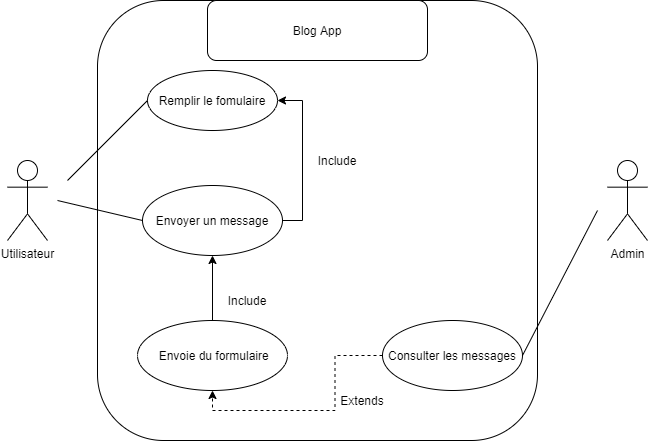 Blog App
Remplir le fomulaire
Include
Envoyer un message
Utilisateur
Admin
Include
Envoie du formulaire
Consulter les messages
Extends